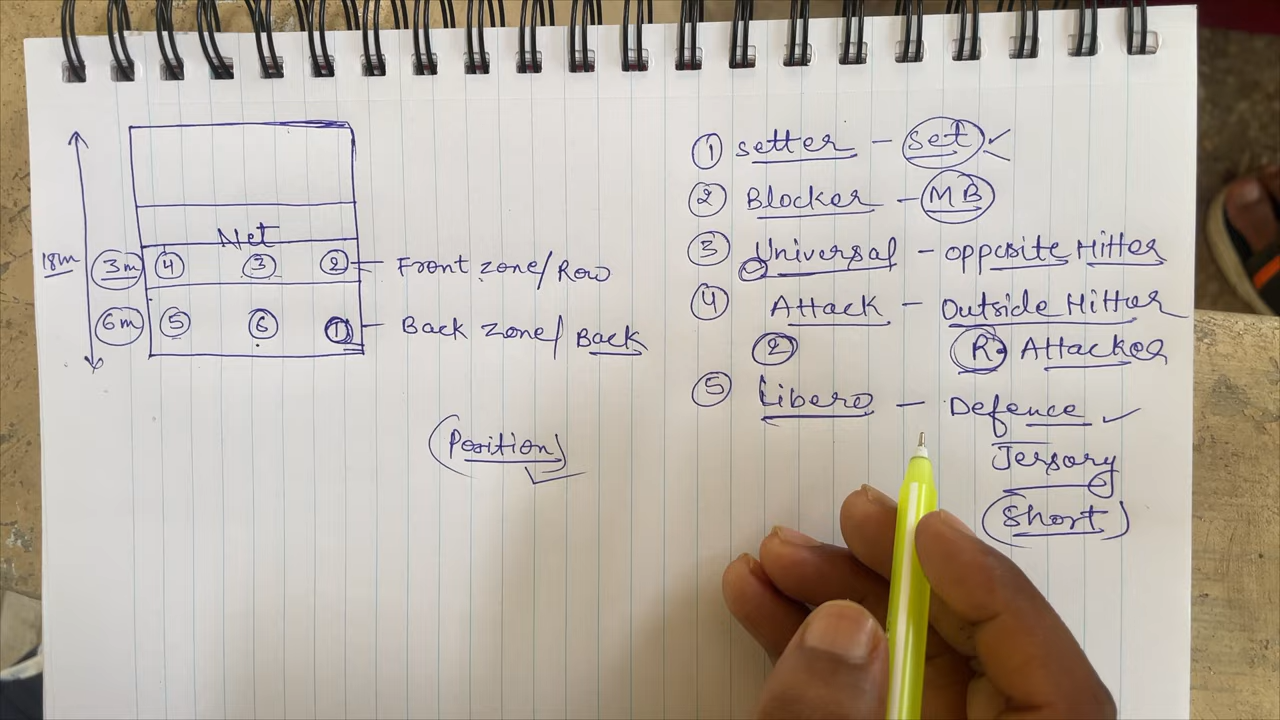 Net
18m
3m ④ ③ ② Front zone/Row
6m ⑤ ⑥ ① Back zone/Back
(Position)
① Setter - Set
② Blocker - MB
③ Universal - opposite Hitter
④ Attack - Outside Hitter
② R. Attacker
⑤ Libero - Defence
Jersory
(Short)